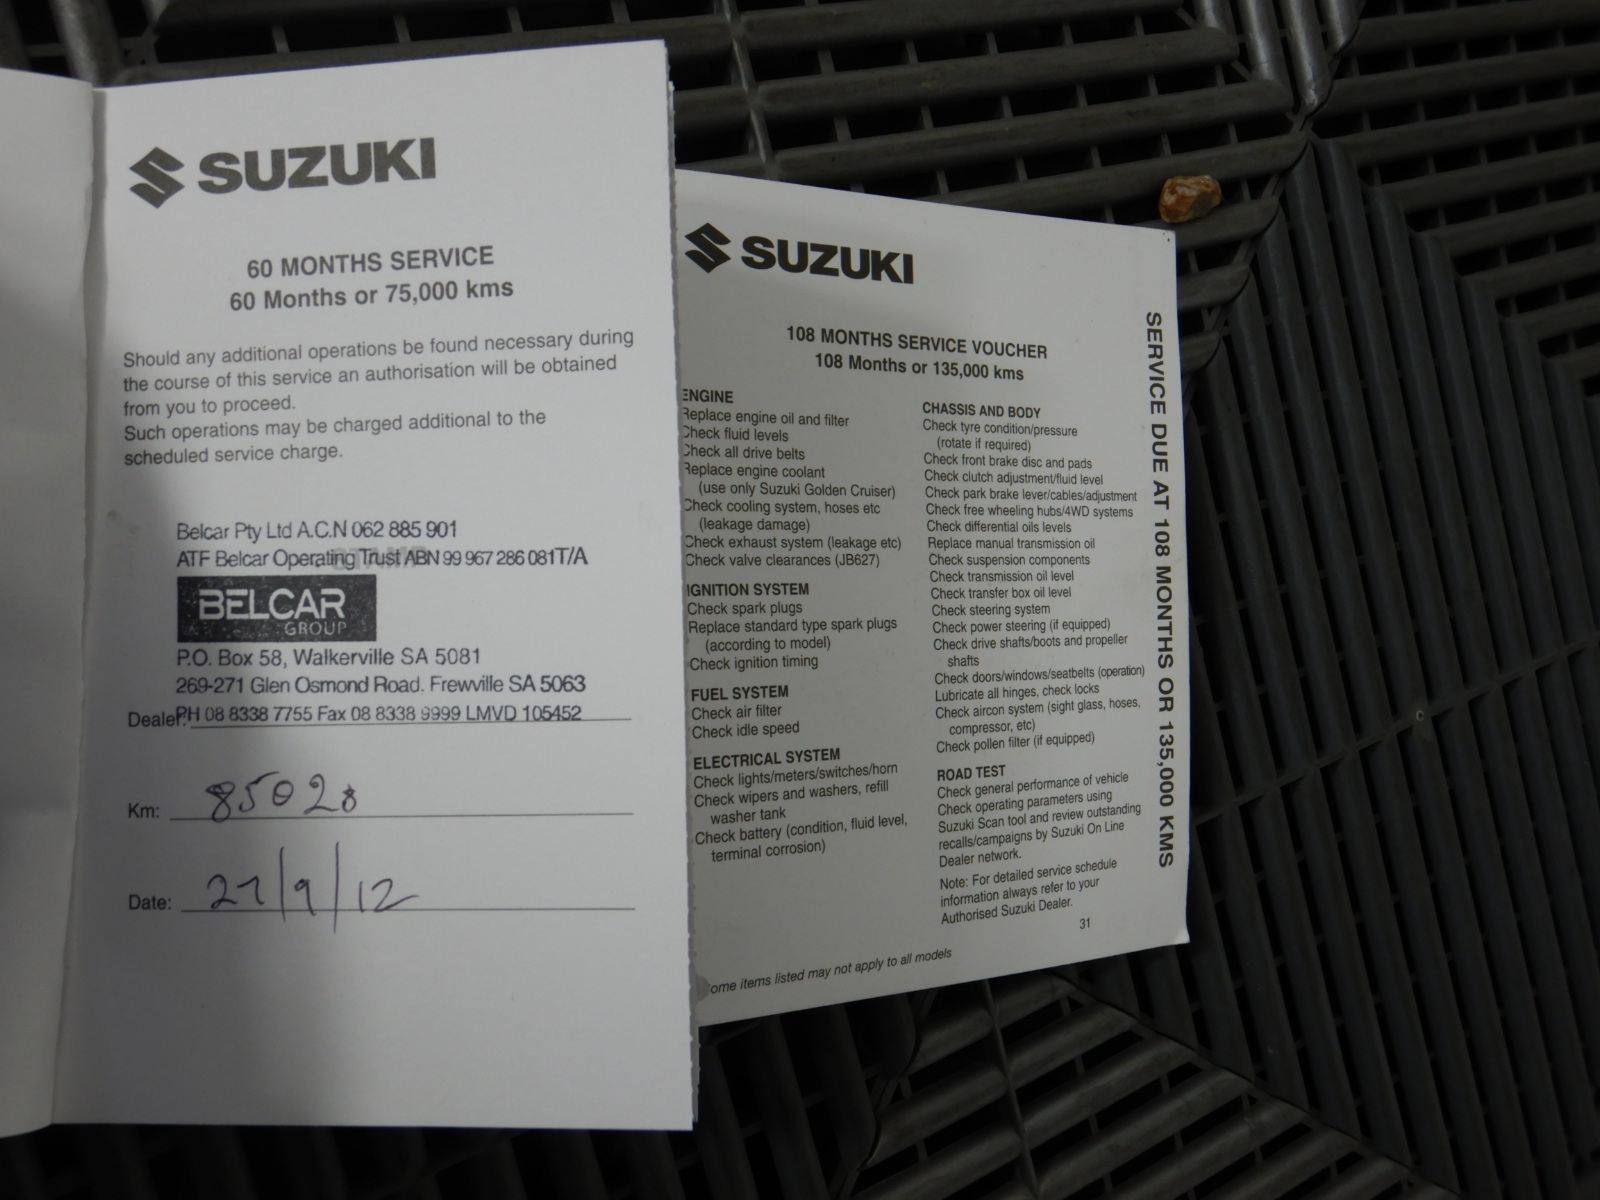 SUZUKI
60 MONTHS SERVICE
60 Months or 75,000 kms
Should any additional operations be found necessary during
the course of this service an authorisation will be obtained
from you to proceed.
Such operations may be charged additional to the
scheduled service charge.
Belcar Pty Ltd A.C.N 062 885 901
ATF Belcar Operating Trust ABN 99 967 286 081 T/A
BELCAR
GROUP
P.O. Box 58, Walkerville SA 5081
269-271 Glen Osmond Road. Frewville SA 5063
Dealer: PH 08 8338 7755 Fax 08 8338 9999 LMVD 105452
Km: 85028
Date: 27/9/12
SUZUKI
108 MONTHS SERVICE VOUCHER
108 Months or 135,000 kms
ENGINE
Replace engine oil and filter
Check fluid levels
Check all drive belts
Replace engine coolant
(use only Suzuki Golden Cruiser)
Check cooling system, hoses etc
(leakage damage)
Check exhaust system (leakage etc)
Check valve clearances (JB627)
IGNITION SYSTEM
Check spark plugs
Replace standard type spark plugs
(according to model)
Check ignition timing
FUEL SYSTEM
Check air filter
Check idle speed
ELECTRICAL SYSTEM
Check lights/meters/switches/horn
Check wipers and washers, refill
washer tank
Check battery (condition, fluid level,
terminal corrosion)
CHASSIS AND BODY
Check tyre condition/pressure
(rotate if required)
Check front brake disc and pads
Check clutch adjustment/fluid level
Check park brake lever/cables/adjustment
Check free wheeling hubs/4WD systems
Check differential oils levels
Replace manual transmission oil
Check suspension components
Check transmission oil level
Check transfer box oil level
Check steering system
Check power steering (if equipped)
Check drive shafts/boots and propeller
shafts
Check doors/windows/seatbelts (operation)
Lubricate all hinges, check locks
Check aircon system (sight glass, hoses,
compressor, etc)
Check pollen filter (if equipped)
ROAD TEST
Check general performance of vehicle
Check operating parameters using
Suzuki Scan tool and review outstanding
recalls/campaigns by Suzuki On Line
Dealer network.
Note: For detailed service schedule
information always refer to your
Authorised Suzuki Dealer.
31
Some items listed may not apply to all models
SERVICE DUE AT 108 MONTHS OR 135,000 KMS